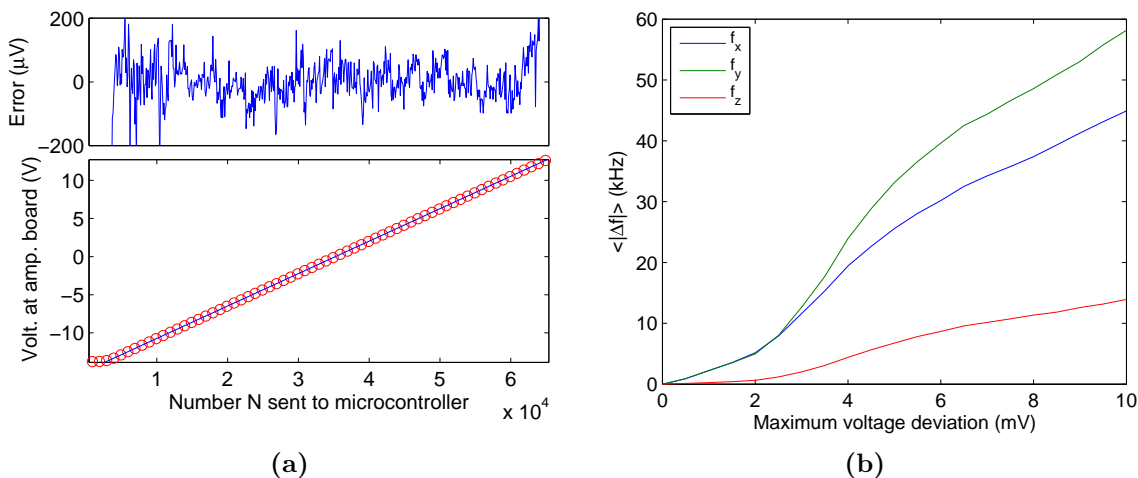 200
0
−200
Error (μV)
10
5
0
−5
−10
Volt. at amp. board (V)
1 2 3 4 5 6
x 10^4
Number N sent to microcontroller
(a)
60
50
40
30
20
10
0
<|Δf|> (kHz)
f_x
f_y
f_z
0 2 4 6 8 10
Maximum voltage deviation (mV)
(b)